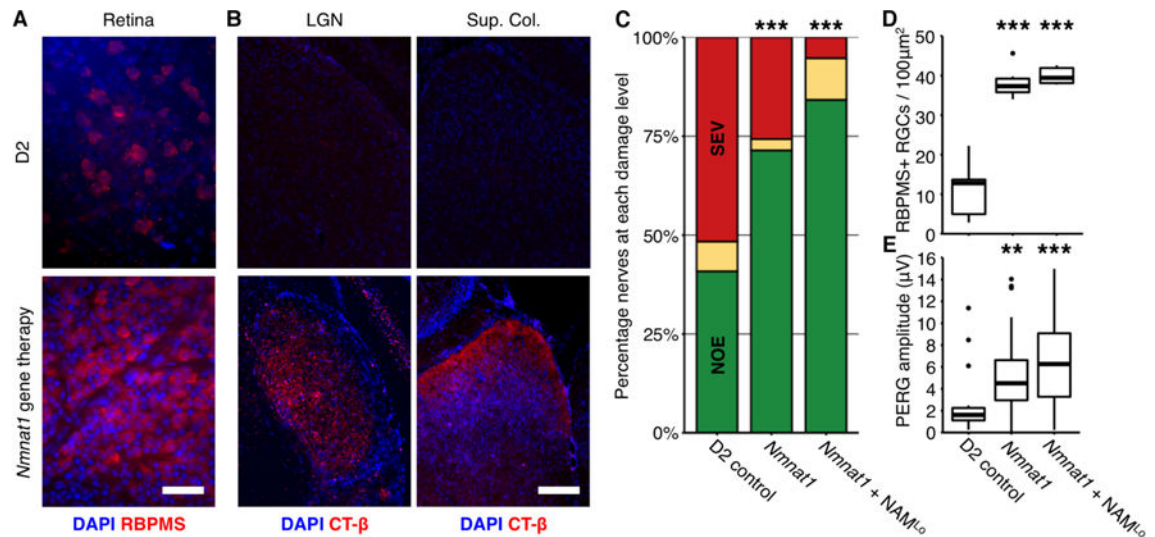 A
Retina
B
LGN
Sup. Col.
D2
Nmnat1 gene therapy
DAPI RBPMS
DAPI CT-β
DAPI CT-β
C
*** ***
Percentage nerves at each damage level
100%
75%
50%
25%
0%
SEV
NOE
D2 control
Nmnat1
Nmnat1 + NAMLo
D
*** ***
RBPMS+ RGCs / 100µm2
50
40
30
20
10
0
E
** ***
PERG amplitude (µV)
16
14
12
10
8
6
4
2
0
D2 control
Nmnat1
Nmnat1 + NAMLo